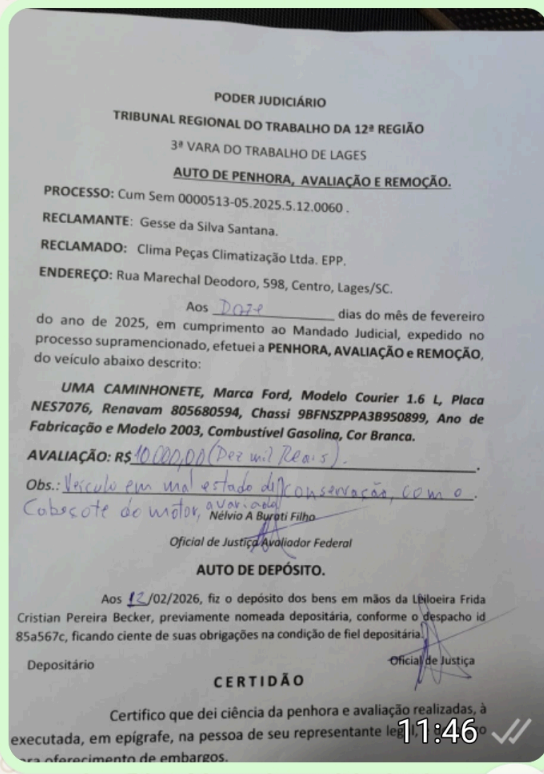 PODER JUDICIÁRIO
TRIBUNAL REGIONAL DO TRABALHO DA 12ª REGIÃO
3ª VARA DO TRABALHO DE LAGES
AUTO DE PENHORA, AVALIAÇÃO E REMOÇÃO.
PROCESSO: Cum Sem 0000513-05.2025.5.12.0060 .
RECLAMANTE: Gesse da Silva Santana.
RECLAMADO: Clima Peças Climatização Ltda. EPP.
ENDEREÇO: Rua Marechal Deodoro, 598, Centro, Lages/SC.
Aos Doze dias do mês de fevereiro
do ano de 2025, em cumprimento ao Mandado Judicial, expedido no
processo supramencionado, efetuei a PENHORA, AVALIAÇÃO e REMOÇÃO,
do veículo abaixo descrito:
UMA CAMINHONETE, Marca Ford, Modelo Courier 1.6 L, Placa
NES7076, Renavam 805680594, Chassi 9BFNSZPPA3B950899, Ano de
Fabricação e Modelo 2003, Combustível Gasolina, Cor Branca.
AVALIAÇÃO: R$ 10.000,00 (Dez mil Reais).
Obs.: Veículo em mal estado de conservação, com o
Cabeçote do motor, avariado
Nélvio A Burati Filho
Oficial de Justiça Avaliador Federal
AUTO DE DEPÓSITO.
Aos 12/02/2026, fiz o depósito dos bens em mãos da Leiloeira Frida
Cristian Pereira Becker, previamente nomeada depositária, conforme o despacho id
85a567c, ficando ciente de suas obrigações na condição de fiel depositária.
Depositário Oficial de Justiça
CERTIDÃO
Certifico que dei ciência da penhora e avaliação realizadas, à
executada, em epígrafe, na pessoa de seu representante
oferecimento de embargos.
11:46